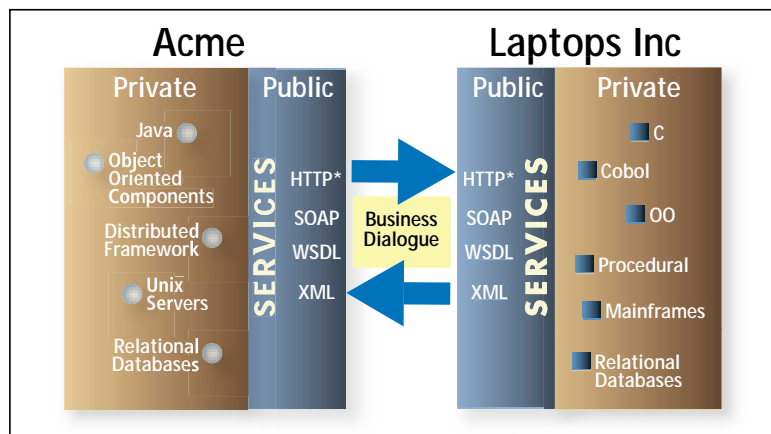 Acme
Private
Public
Java
Object
Oriented
Components
Distributed
Framework
Unix
Servers
Relational
Databases
SERVICES
HTTP*
SOAP
WSDL
XML
Business
Dialogue
Laptops Inc
Public
Private
HTTP*
SOAP
WSDL
XML
SERVICES
C
Cobol
OO
Procedural
Mainframes
Relational
Databases